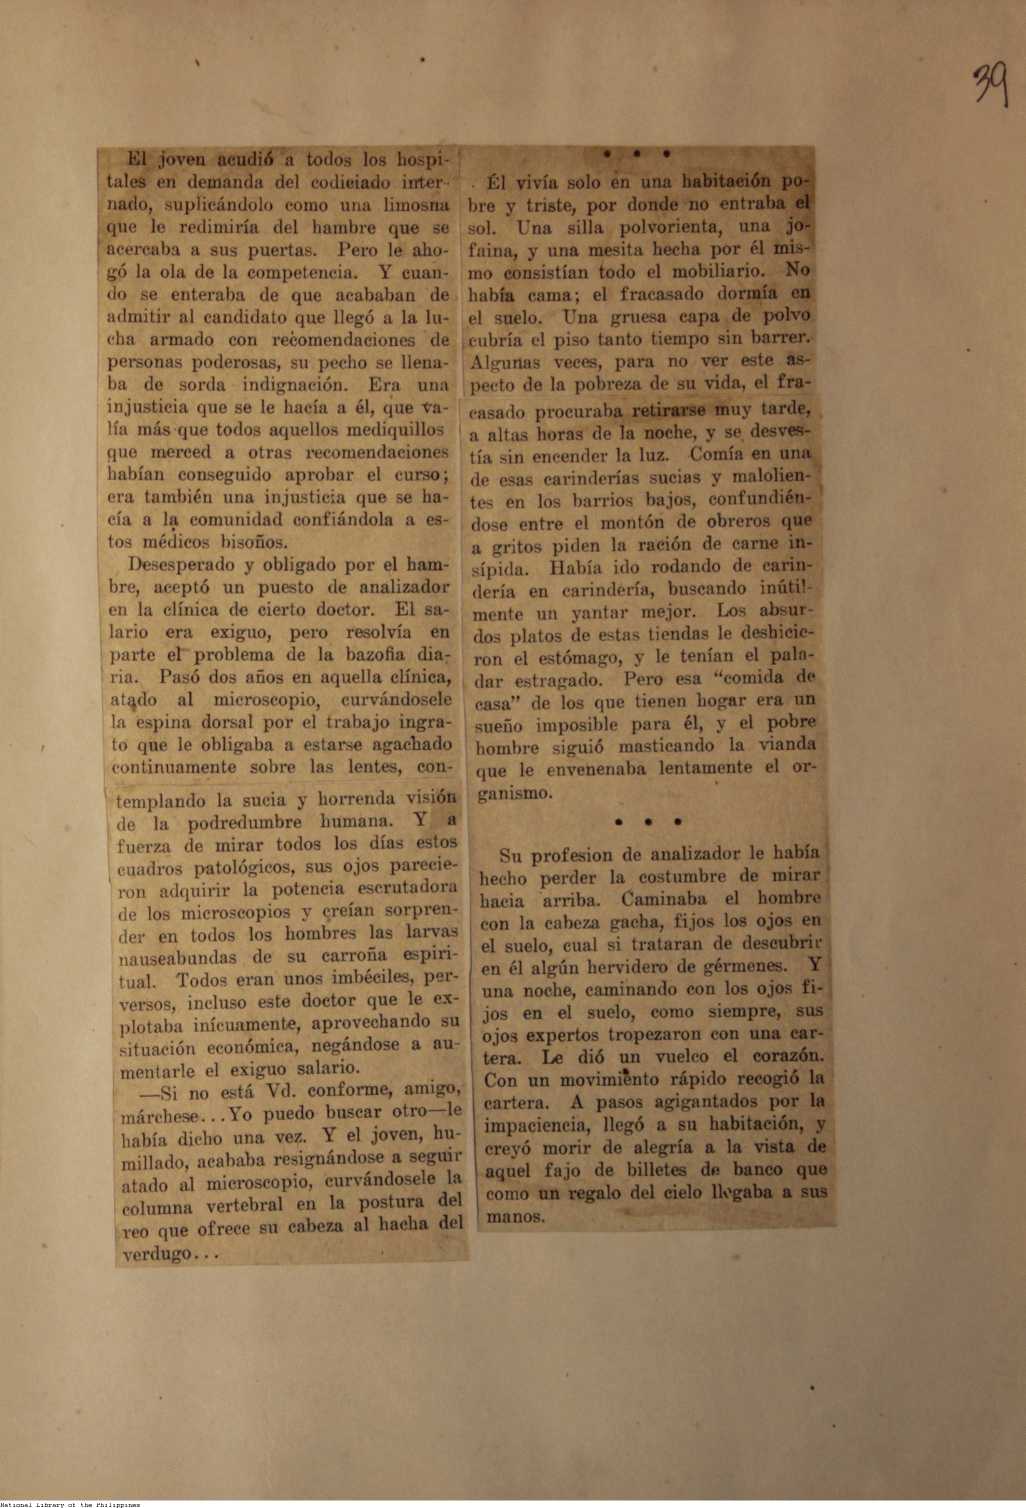 39
El joven acudió a todos los hospi-
tales en demanda del codiciado inter-
nado, suplicándolo como una limosna
que le redimiría del hambre que se
acercaba a sus puertas. Pero le aho-
gó la ola de la competencia. Y cuan-
do se enteraba de que acababan de
admitir al candidato que llegó a la lu-
cha armado con recomendaciones de
personas poderosas, su pecho se llena-
ba de sorda indignación. Era una
injusticia que se le hacía a él, que va-
lía más que todos aquellos mediquillos
que merced a otras recomendaciones
habían conseguido aprobar el curso;
era también una injusticia que se ha-
cía a la comunidad confiándola a es-
tos médicos bisoños.
Desesperado y obligado por el ham-
bre, aceptó un puesto de analizador
en la clínica de cierto doctor. El sa-
lario era exiguo, pero resolvía en
parte el problema de la bazofia dia-
ria. Pasó dos años en aquella clínica,
atado al microscopio, curvándosele
la espina dorsal por el trabajo ingra-
to que le obligaba a estarse agachado
continuamente sobre las lentes, con-
templando la sucia y horrenda visión
de la podredumbre humana. Y a
fuerza de mirar todos los días estos
cuadros patológicos, sus ojos parecie-
ron adquirir la potencia escrutadora
de los microscopios y creían sorpren-
der en todos los hombres las larvas
nauseabundas de su carroña espiri-
tual. Todos eran unos imbéciles, per-
versos, incluso este doctor que le ex-
plotaba inícuamente, aprovechando su
situación económica, negándose a au-
mentarle el exiguo salario.
—Si no está Vd. conforme, amigo,
márchese...Yo puedo buscar otro—le
había dicho una vez. Y el joven, hu-
millado, acababa resignándose a seguir
atado al microscopio, curvándosele la
columna vertebral en la postura del
reo que ofrece su cabeza al hacha del
verdugo...
• • •
Él vivía solo en una habitación po-
bre y triste, por donde no entraba el
sol. Una silla polvorienta, una jo-
faina, y una mesita hecha por él mis-
mo consistían todo el mobiliario. No
había cama; el fracasado dormía en
el suelo. Una gruesa capa de polvo
cubría el piso tanto tiempo sin barrer.
Algunas veces, para no ver este as-
pecto de la pobreza de su vida, el fra-
casado procuraba retirarse muy tarde,
a altas horas de la noche, y se desves-
tía sin encender la luz. Comía en una
de esas carinderías sucias y malolien-
tes en los barrios bajos, confundién-
dose entre el montón de obreros que
a gritos piden la ración de carne in-
sípida. Había ido rodando de carin-
dería en carindería, buscando inútil-
mente un yantar mejor. Los absur-
dos platos de estas tiendas le deshicie-
ron el estómago, y le tenían el pala-
dar estragado. Pero esa "comida de
casa" de los que tienen hogar era un
sueño imposible para él, y el pobre
hombre siguió masticando la vianda
que le envenenaba lentamente el or-
ganismo.
• • •
Su profesion de analizador le había
hecho perder la costumbre de mirar
hacia arriba. Caminaba el hombre
con la cabeza gacha, fijos los ojos en
el suelo, cual si trataran de descubrir
en él algún hervidero de gérmenes. Y
una noche, caminando con los ojos fi-
jos en el suelo, como siempre, sus
ojos expertos tropezaron con una car-
tera. Le dió un vuelco el corazón.
Con un movimiento rápido recogió la
cartera. A pasos agigantados por la
impaciencia, llegó a su habitación, y
creyó morir de alegría a la vista de
aquel fajo de billetes de banco que
como un regalo del cielo llegaba a sus
manos.
National Library of the Philippines